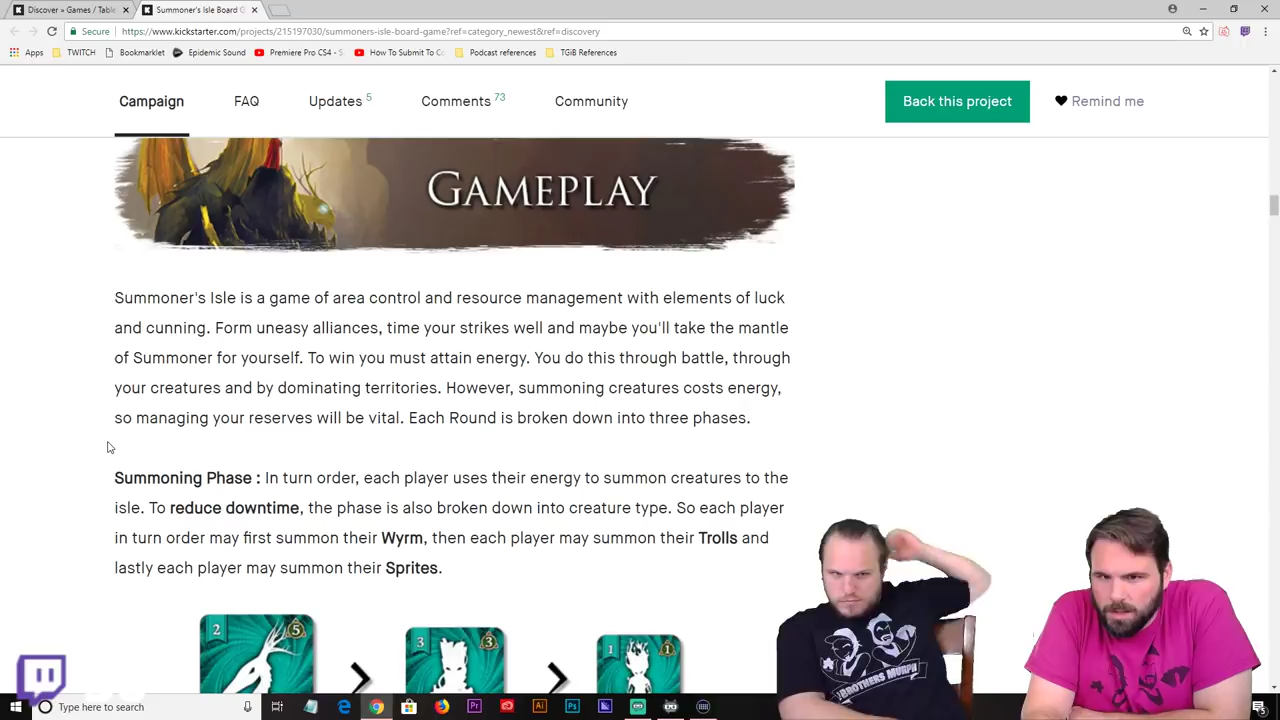 Discover » Games / Table
Summoner's Isle Board G
Secure
https://www.kickstarter.com/projects/215197030/summoners-isle-board-game?ref=category_newest&ref=discovery
Apps
TWITCH
Bookmarklet
Epidemic Sound
Premiere Pro CS4 - S
How To Submit To Co
Podcast references
TGiB References
Campaign
FAQ
Updates 5
Comments 73
Community
Back this project
Remind me
GAMEPLAY
Summoner's Isle is a game of area control and resource management with elements of luck
and cunning. Form uneasy alliances, time your strikes well and maybe you'll take the mantle
of Summoner for yourself. To win you must attain energy. You do this through battle, through
your creatures and by dominating territories. However, summoning creatures costs energy,
so managing your reserves will be vital. Each Round is broken down into three phases.
Summoning Phase : In turn order, each player uses their energy to summon creatures to the
isle. To reduce downtime, the phase is also broken down into creature type. So each player
in turn order may first summon their Wyrm, then each player may summon their Trolls and
lastly each player may summon their Sprites.
2 5
3 3
1 1
BROTHERS MURPH
Type here to search
Pr
Ai
Ps